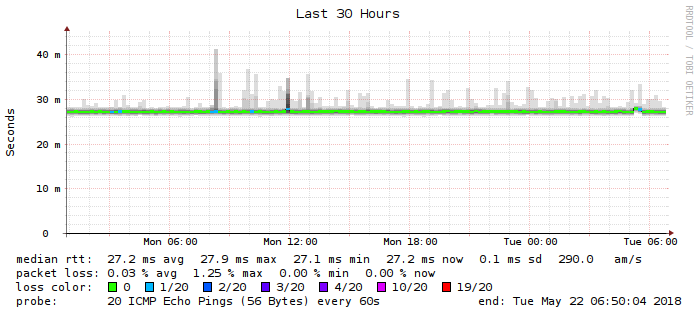 Last 30 Hours
RRDTOOL / TOBI OETIKER
Seconds
40 m
30 m
20 m
10 m
0
Mon 06:00 Mon 12:00 Mon 18:00 Tue 00:00 Tue 06:00
median rtt: 27.2 ms avg 27.9 ms max 27.1 ms min 27.2 ms now 0.1 ms sd 290.0 am/s
packet loss: 0.03 % avg 1.25 % max 0.00 % min 0.00 % now
loss color: 0 1/20 2/20 3/20 4/20 10/20 19/20
probe: 20 ICMP Echo Pings (56 Bytes) every 60s end: Tue May 22 06:50:04 2018